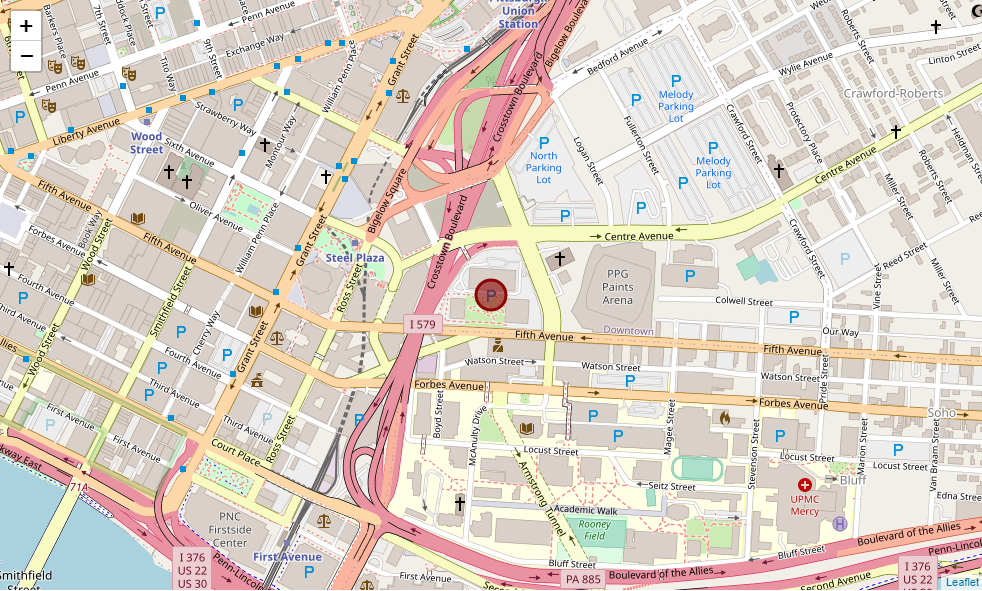 +
−
Penn Avenue
Exchange Way
9th Street
7th Street
Two Way
Barkers Place
Penn Avenue
Strawberry Way
William Penn Place
Grant Street
Union
Station
Bigelow Boulevard
Crosstown Boulevard
Bedford Avenue
Wylie Avenue
Roberts Street
Linton Street
Crawford-Roberts
Melody
Parking
Lot
Fullerton Street
Logan Street
Crawford Street
Protectory Place
Centre Avenue
Liberty Avenue
Wood
Street
Sixth Avenue
Montour Way
North
Parking
Lot
Melody
Parking
Lot
Miller Street
Roberts Street
Heldman Street
Fifth Avenue
Oliver Avenue
Book Way
Wood Street
Forbes Avenue
Fifth Avenue
William Penn Place
Grant Street
Bigelow Square
Steel Plaza
Crosstown Boulevard
Centre Avenue
Crawford Street
Reed Street
Miller Street
Vine Street
Fourth Avenue
Smithfield Street
Ross Street
PPG
Paints
Arena
Colwell Street
Third Avenue
Cherry Way
Grant Street
I 579
Downtown
Our Way
Fifth Avenue
Fifth Avenue
Wood Street
Fourth Avenue
Third Avenue
Watson Street
Watson Street
Watson Street
Pride Street
Forbes Avenue
Forbes Avenue
Soho
First Avenue
First Avenue
Third Avenue
Ross Street
Court Place
Boyd Street
McAnulty Drive
Magee Street
Stevenson Street
Marion Street
Van Braam Street
Locust Street
Locust Street
Locust Street
Bluff
Armstrong Tunnel
Seitz Street
Edna Street
UPMC
Mercy
H
Academic Walk
Rooney
Field
71A
PNC
Firstside
Center
First Avenue
Bluff Street
Bluff Street
Boulevard of the Allies
Boulevard of the Allies
PA 885
I 376
US 22
US 30
I 376
US 22
Smithfield
Street
First Avenue
Second Avenue
Leaflet